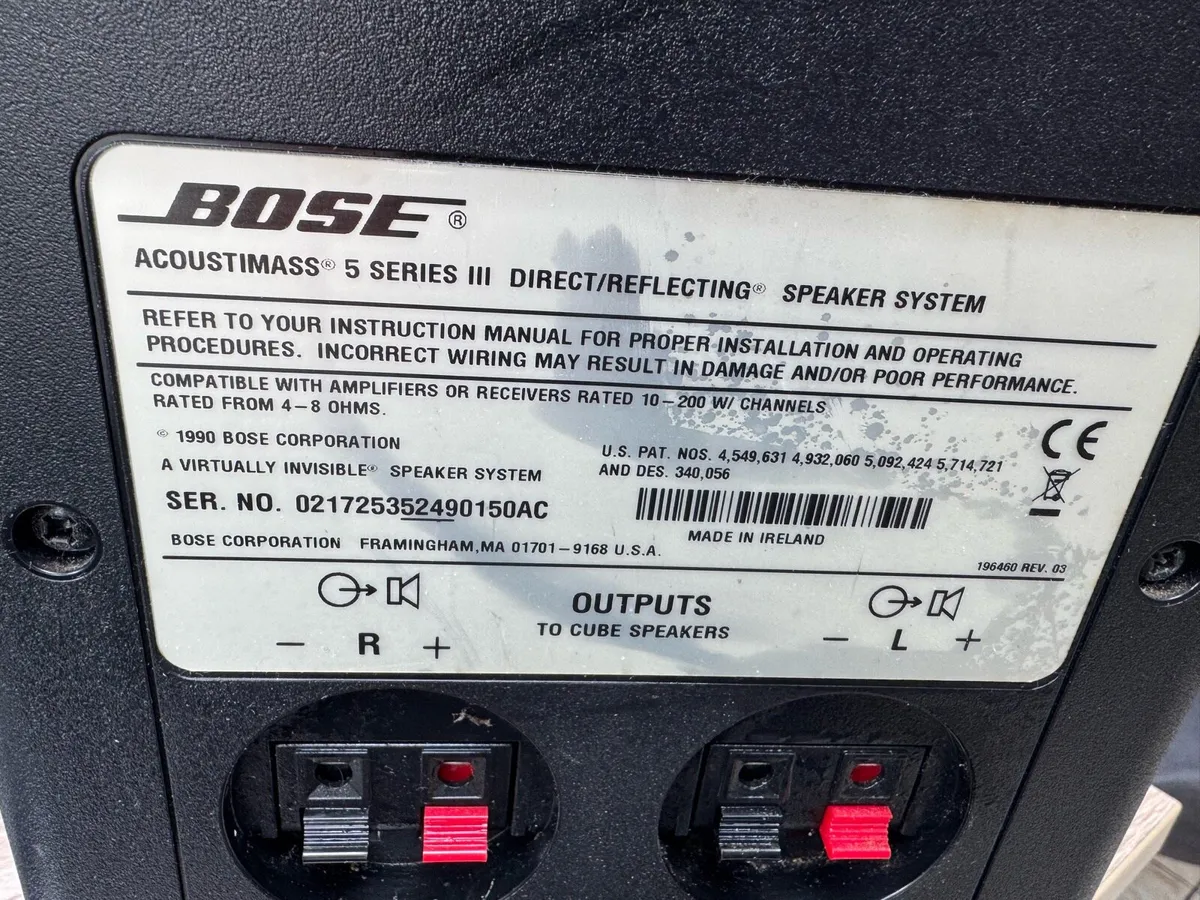 BOSE®
ACOUSTIMASS® 5 SERIES III DIRECT/REFLECTING® SPEAKER SYSTEM
REFER TO YOUR INSTRUCTION MANUAL FOR PROPER INSTALLATION AND OPERATING
PROCEDURES. INCORRECT WIRING MAY RESULT IN DAMAGE AND/OR POOR PERFORMANCE.
COMPATIBLE WITH AMPLIFIERS OR RECEIVERS RATED 10–200 W/ CHANNELS
RATED FROM 4–8 OHMS.
© 1990 BOSE CORPORATION
A VIRTUALLY INVISIBLE® SPEAKER SYSTEM
U.S. PAT. NOS. 4,549,631 4,932,060 5,092,424 5,714,721
AND DES. 340,056
CE
SER. NO. 021725352490150AC
MADE IN IRELAND
BOSE CORPORATION FRAMINGHAM,MA 01701–9168 U.S.A.
196460 REV. 03
OUTPUTS
TO CUBE SPEAKERS
– R +
– L +